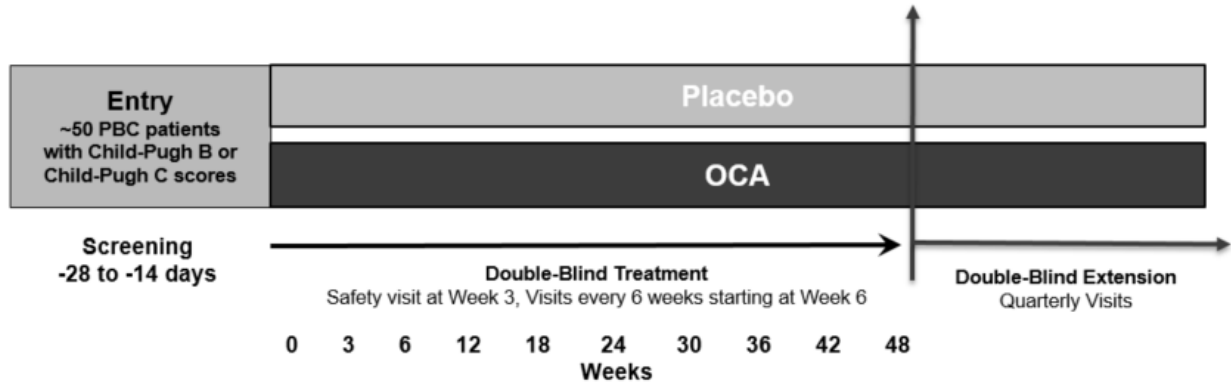 Entry
~50 PBC patients
with Child-Pugh B or
Child-Pugh C scores
Placebo
OCA
Screening
-28 to -14 days
Double-Blind Treatment
Safety visit at Week 3, Visits every 6 weeks starting at Week 6
Double-Blind Extension
Quarterly Visits
0 3 6 12 18 24 30 36 42 48
Weeks